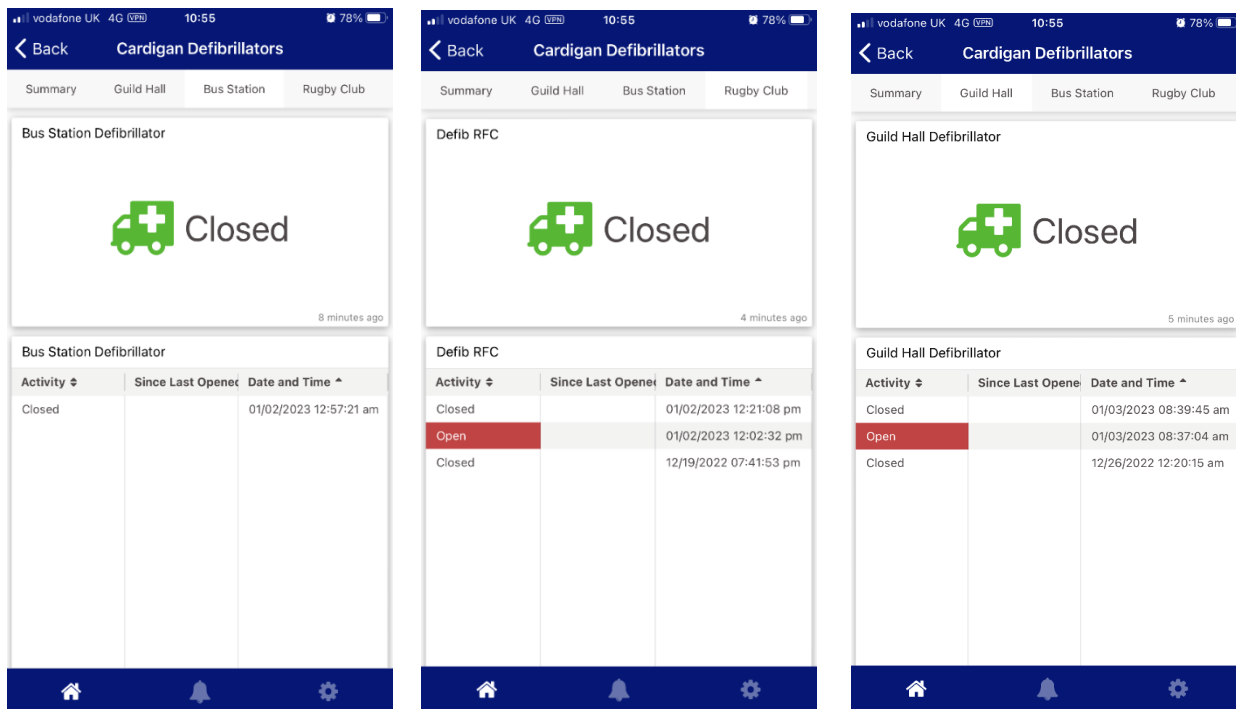 vodafone UK 4G VPN 10:55 78%
Back Cardigan Defibrillators
Summary Guild Hall Bus Station Rugby Club
Bus Station Defibrillator
Closed
8 minutes ago
Bus Station Defibrillator
Activity Since Last Opened Date and Time
Closed 01/02/2023 12:57:21 am
vodafone UK 4G VPN 10:55 78%
Back Cardigan Defibrillators
Summary Guild Hall Bus Station Rugby Club
Defib RFC
Closed
4 minutes ago
Defib RFC
Activity Since Last Opene Date and Time
Closed 01/02/2023 12:21:08 pm
Open 01/02/2023 12:02:32 pm
Closed 12/19/2022 07:41:53 pm
vodafone UK 4G VPN 10:55 78%
Back Cardigan Defibrillators
Summary Guild Hall Bus Station Rugby Club
Guild Hall Defibrillator
Closed
5 minutes ago
Guild Hall Defibrillator
Activity Since Last Opene Date and Time
Closed 01/03/2023 08:39:45 am
Open 01/03/2023 08:37:04 am
Closed 12/26/2022 12:20:15 am